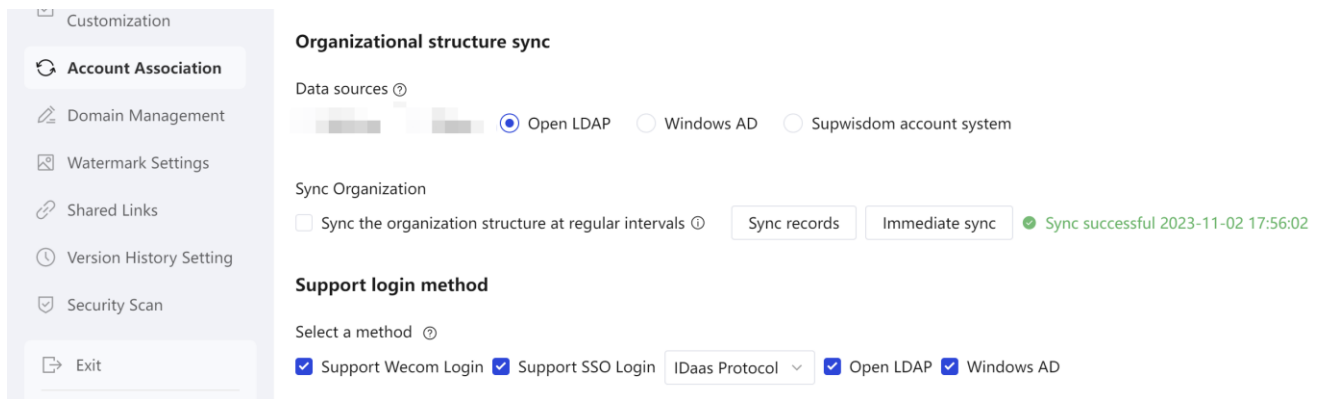 Customization
Account Association
Domain Management
Watermark Settings
Shared Links
Version History Setting
Security Scan
Exit
Organizational structure sync
Data sources
Open LDAP Windows AD Supwisdom account system
Sync Organization
Sync the organization structure at regular intervals Sync records Immediate sync Sync successful 2023-11-02 17:56:02
Support login method
Select a method
Support Wecom Login Support SSO Login IDaas Protocol Open LDAP Windows AD